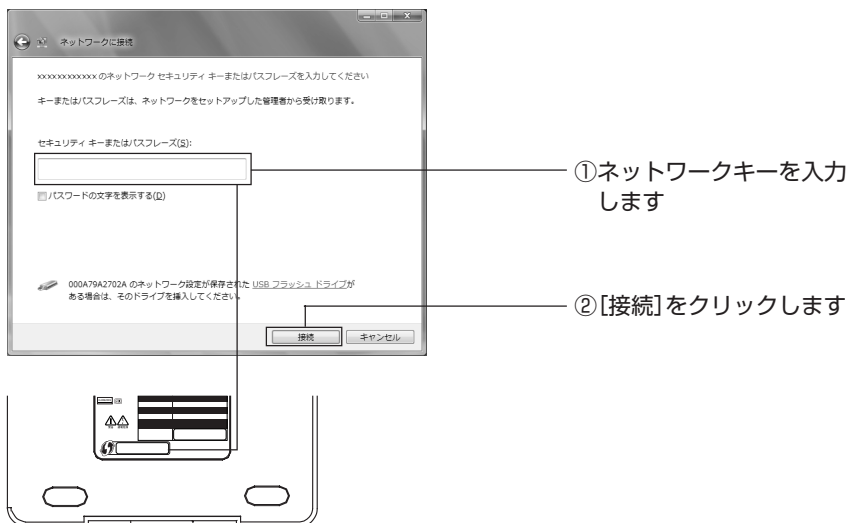 ネットワークに接続
xxxxxxxxxxxx のネットワーク セキュリティ キーまたはパスフレーズを入力してください
キーまたはパスフレーズは、ネットワークをセットアップした管理者から受け取ります。
セキュリティ キーまたはパスフレーズ(S):
パスワードの文字を表示する(D)
000A79A2702A のネットワーク設定が保存された USB フラッシュ ドライブが
ある場合は、そのドライブを挿入してください。
接続 キャンセル
①ネットワークキーを入力
します
②[接続]をクリックします